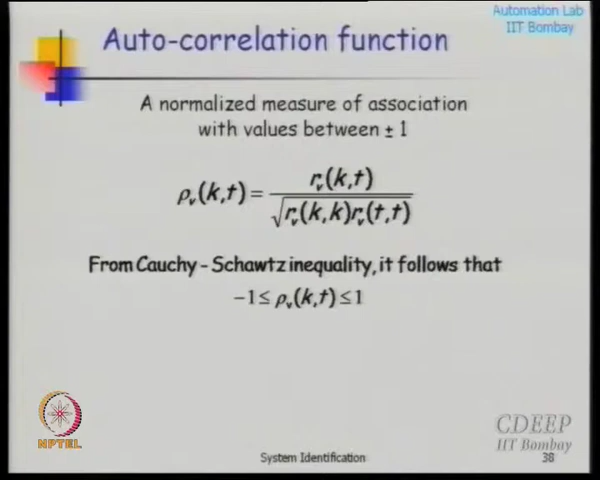 Automation Lab
IIT Bombay
Auto-correlation function
A normalized measure of association
with values between ± 1
ρᵥ(k,t) = rᵥ(k,t) / √rᵥ(k,k)rᵥ(t,t)
From Cauchy - Schawtz inequality, it follows that
−1 ≤ ρᵥ(k,t) ≤ 1
NPTEL
CDEEP
IIT Bombay
System Identification
38